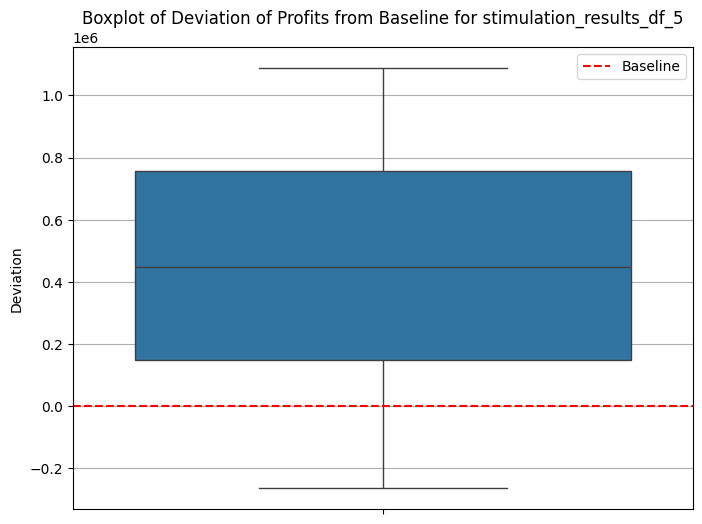 Boxplot of Deviation of Profits from Baseline for stimulation_results_df_5
1e6
Baseline
1.0
0.8
0.6
0.4
0.2
0.0
−0.2
Deviation